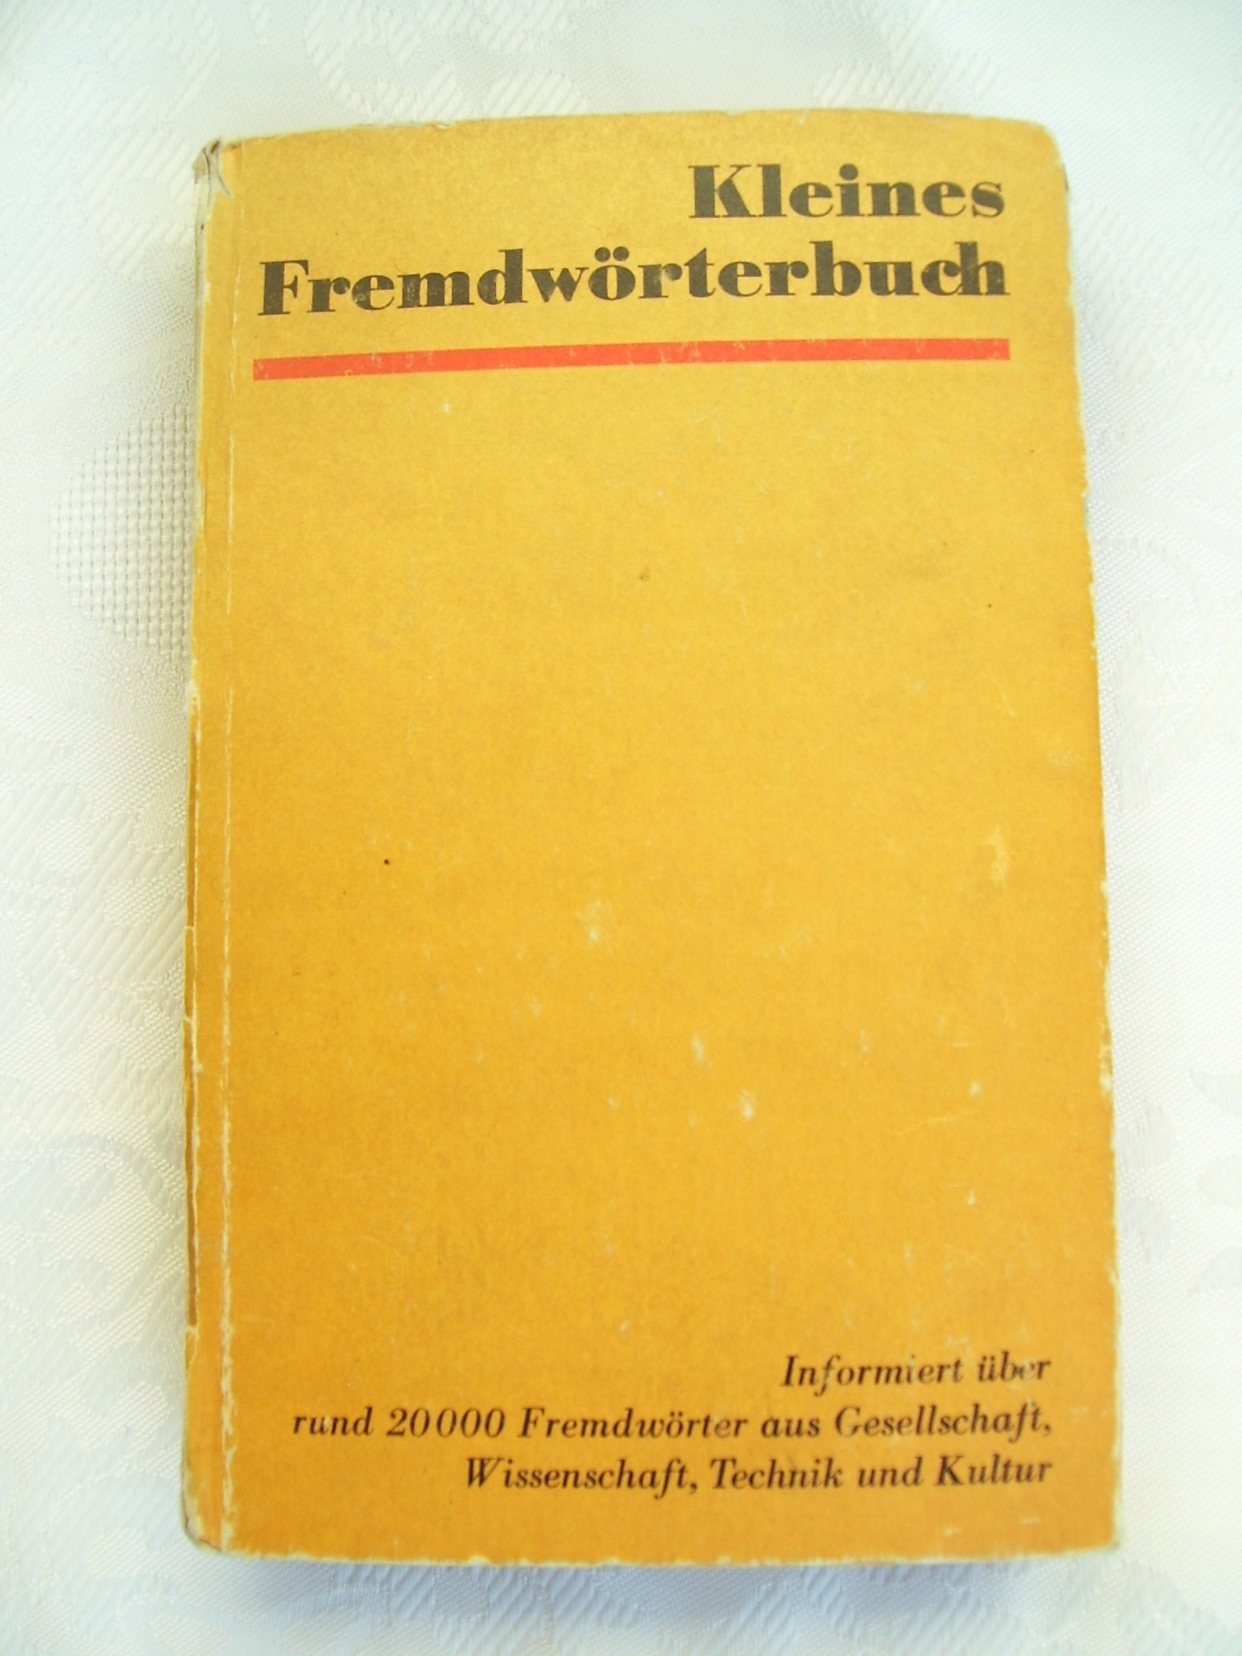 Kleines
Fremdwörterbuch
Informiert über
rund 20000 Fremdwörter aus Gesellschaft,
Wissenschaft, Technik und Kultur